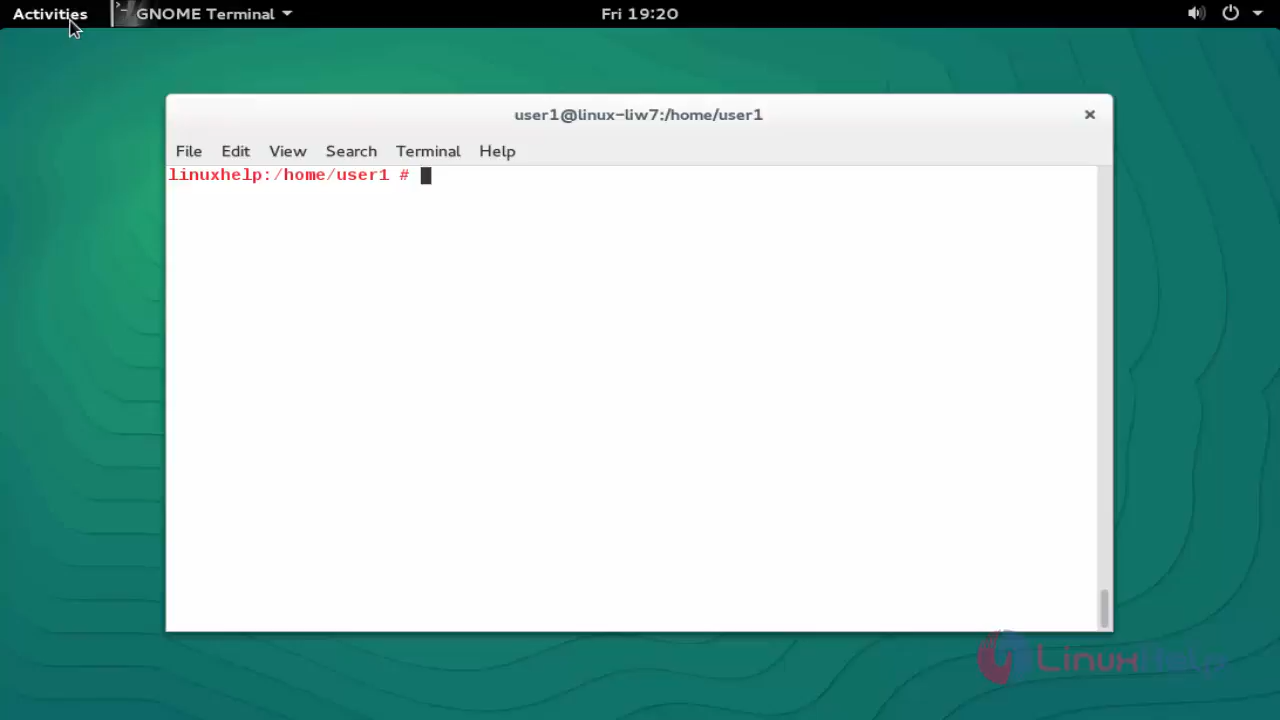 Activities GNOME Terminal Fri 19:20
user1@linux-liw7:/home/user1
File Edit View Search Terminal Help
linuxhelp:/home/user1 #
LinuxHelp